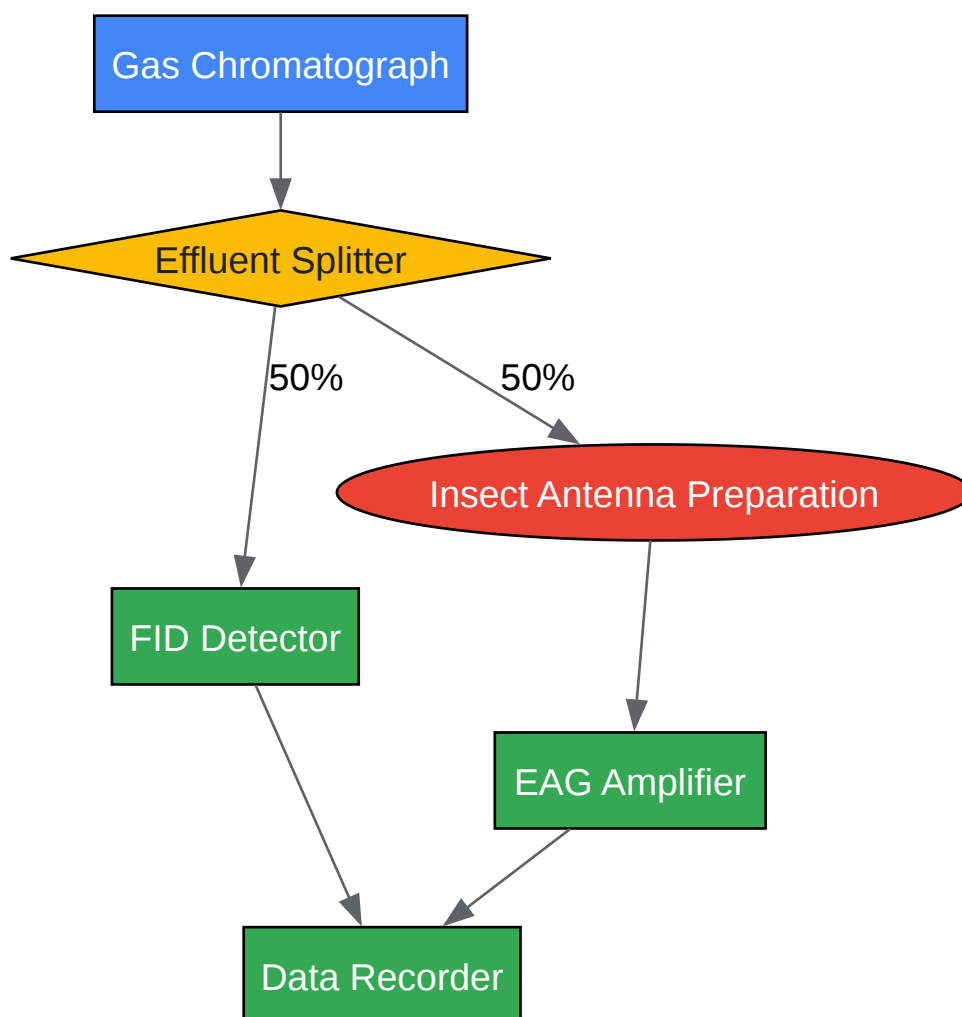 Gas Chromatograph
Effluent Splitter
50%
50%
Insect Antenna Preparation
FID Detector
EAG Amplifier
Data Recorder